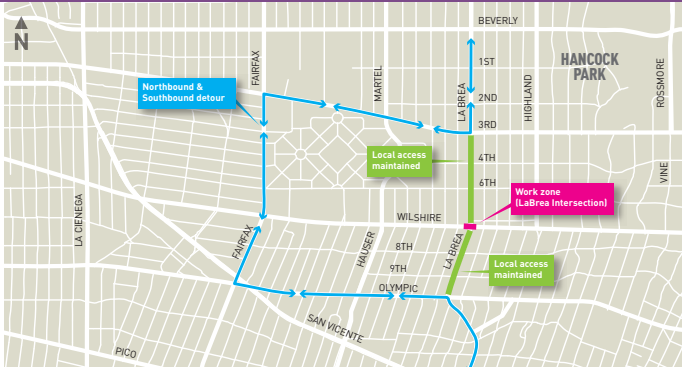 BEVERLY
N
1ST
HANCOCK
PARK
FAIRFAX
MARTEL
LA BREA
HIGHLAND
ROSSMORE
Northbound &
Southbound detour
2ND
3RD
Local access
maintained
4TH
6TH
VINE
Work zone
(LaBrea Intersection)
LA CIENEGA
WILSHIRE
FAIRFAX
HAUSER
8TH
LA BREA
9TH
Local access
maintained
OLYMPIC
SAN VICENTE
PICO